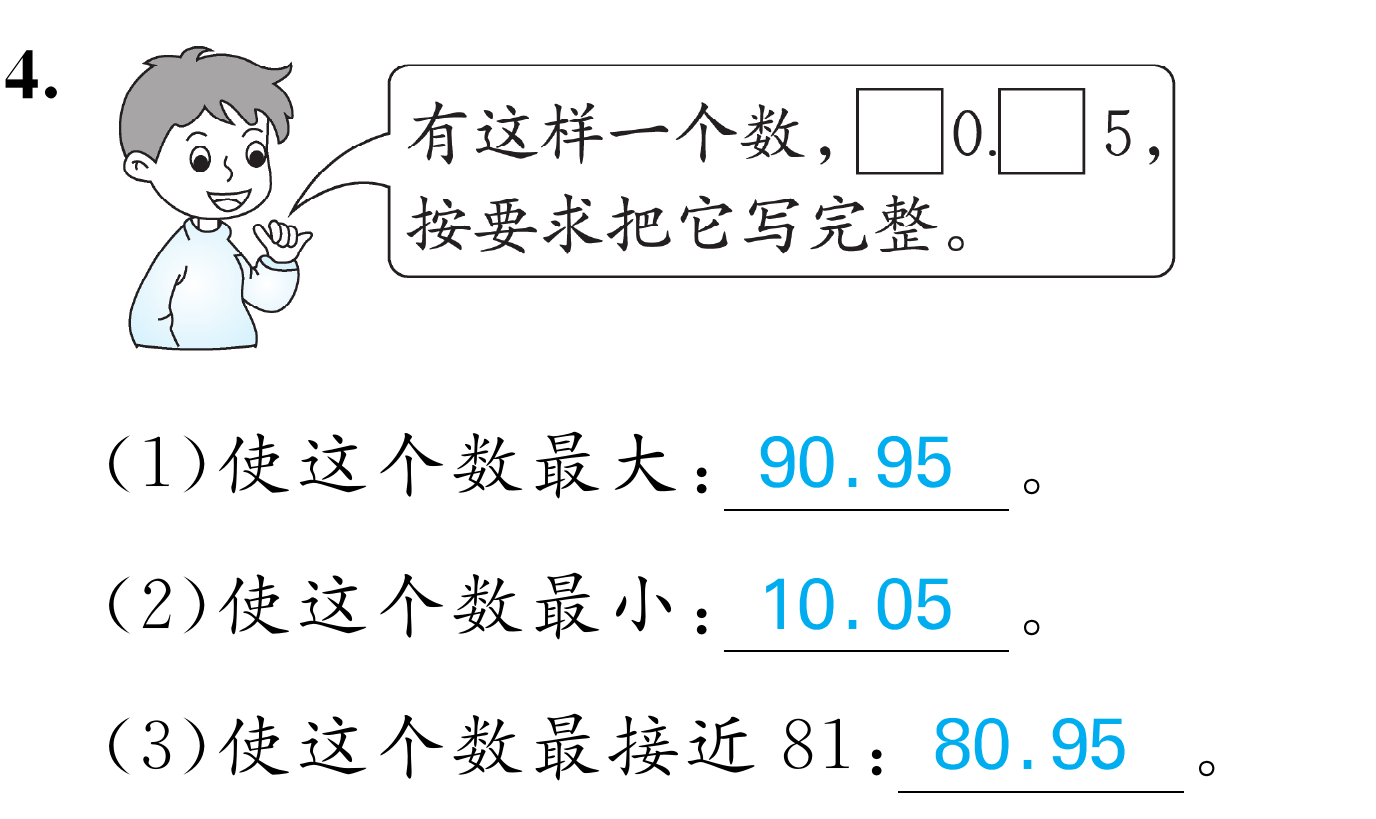 4.
有这样一个数，□0.□5，
按要求把它写完整。
(1)使这个数最大：90.95。
(2)使这个数最小：10.05。
(3)使这个数最接近81：80.95。